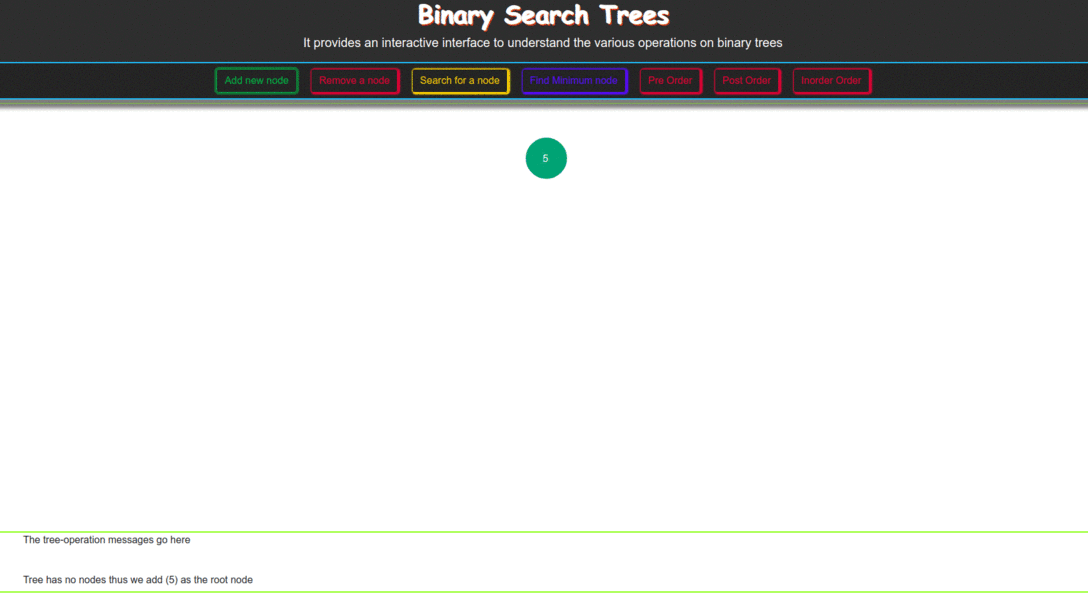 Binary Search Trees
It provides an interactive interface to understand the various operations on binary trees
Add new node Remove a node Search for a node Find Minimum node Pre Order Post Order Inorder Order
5
The tree-operation messages go here
Tree has no nodes thus we add (5) as the root node